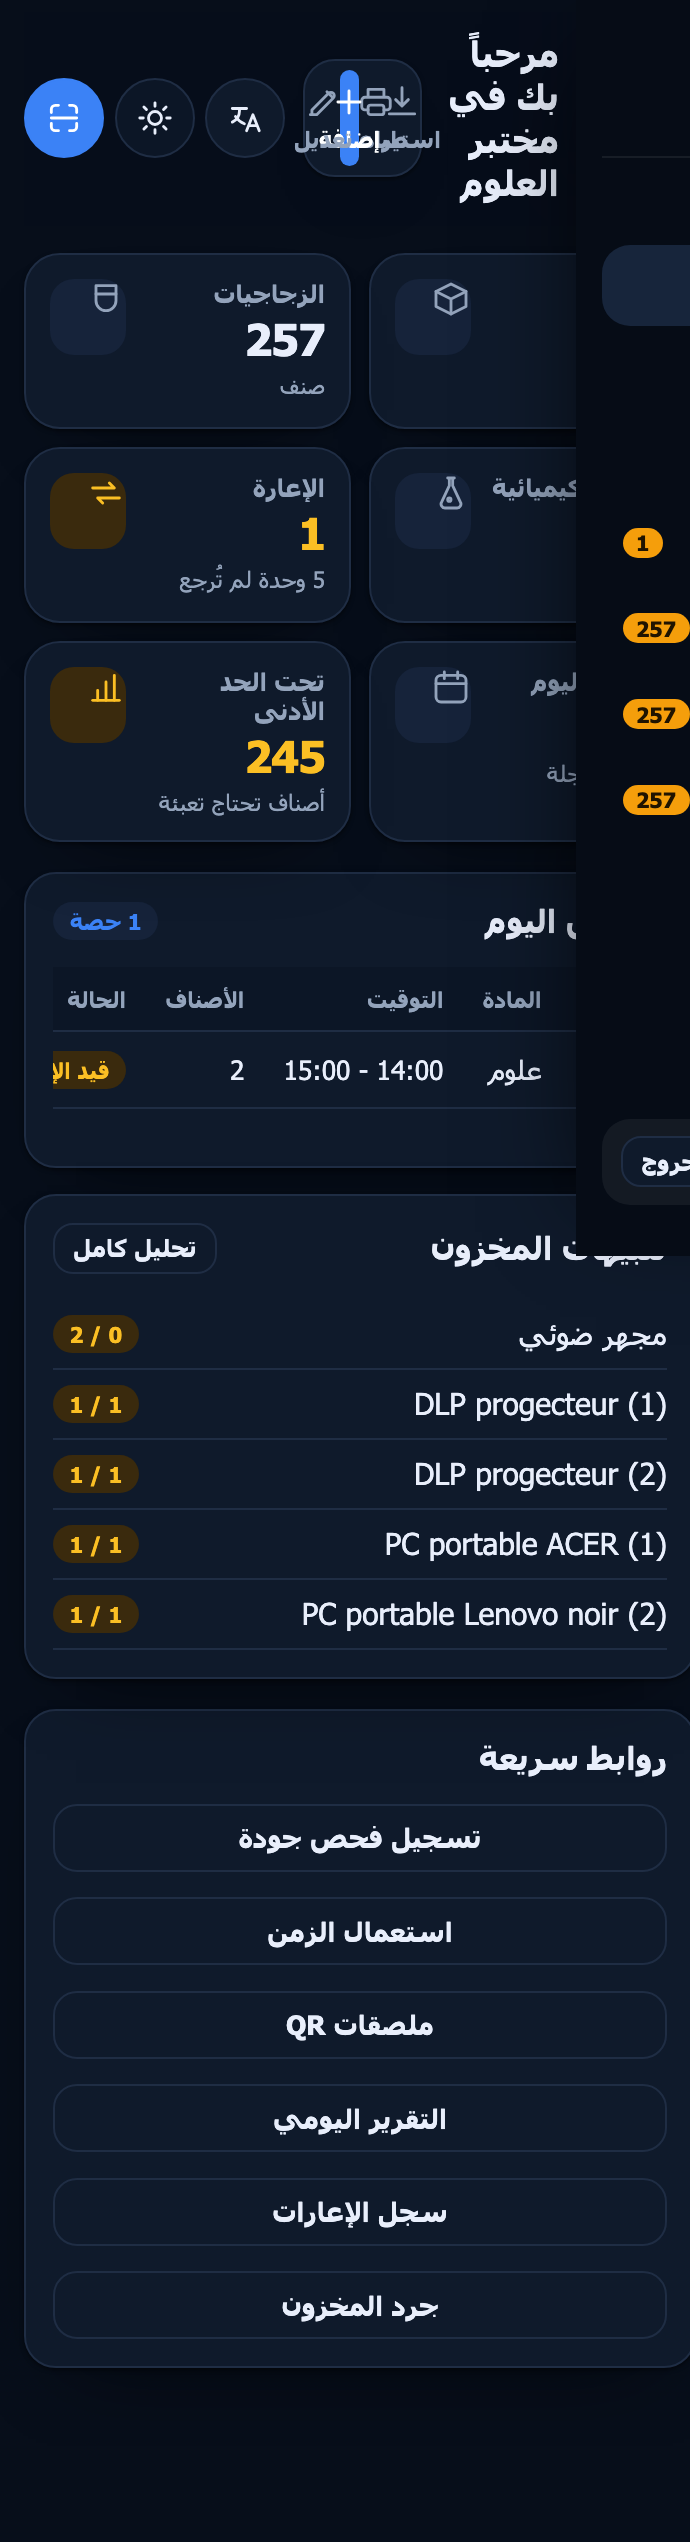 مرحباً
بك في
مختبر
العلوم
الزجاجيات
257
صنف
كيميائية
الإعارة
1
5 وحدة لم تُرجع
اليوم
تحت الحد
الأدنى
245
أصناف تحتاج تعبئة
1
257
257
257
اليوم
1 حصة
المادة
التوقيت
الأصناف
الحالة
علوم
14:00 - 15:00
2
قيد
المخزون
تحليل كامل
مجهر ضوئي
2 / 0
DLP progecteur (1)
1 / 1
DLP progecteur (2)
1 / 1
PC portable ACER (1)
1 / 1
PC portable Lenovo noir (2)
1 / 1
روابط سريعة
تسجيل فحص جودة
استعمال الزمن
ملصقات QR
التقرير اليومي
سجل الإعارات
جرد المخزون